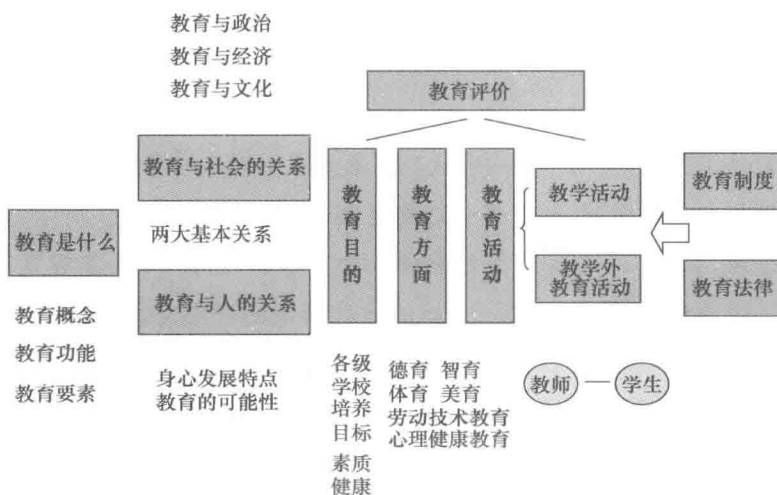 教育与政治
教育与经济
教育与文化
教育评价
教育与社会的关系
两大基本关系
教育与人的关系
身心发展特点
教育的可能性
教育是什么
教育概念
教育功能
教育要素
教育目的
各级
学校
培养
目标
素质
健康
教育方面
德育 智育
体育 美育
劳动技术教育
心理健康教育
教育活动
教学活动
教学外
教育活动
教师
学生
教育制度
教育法律